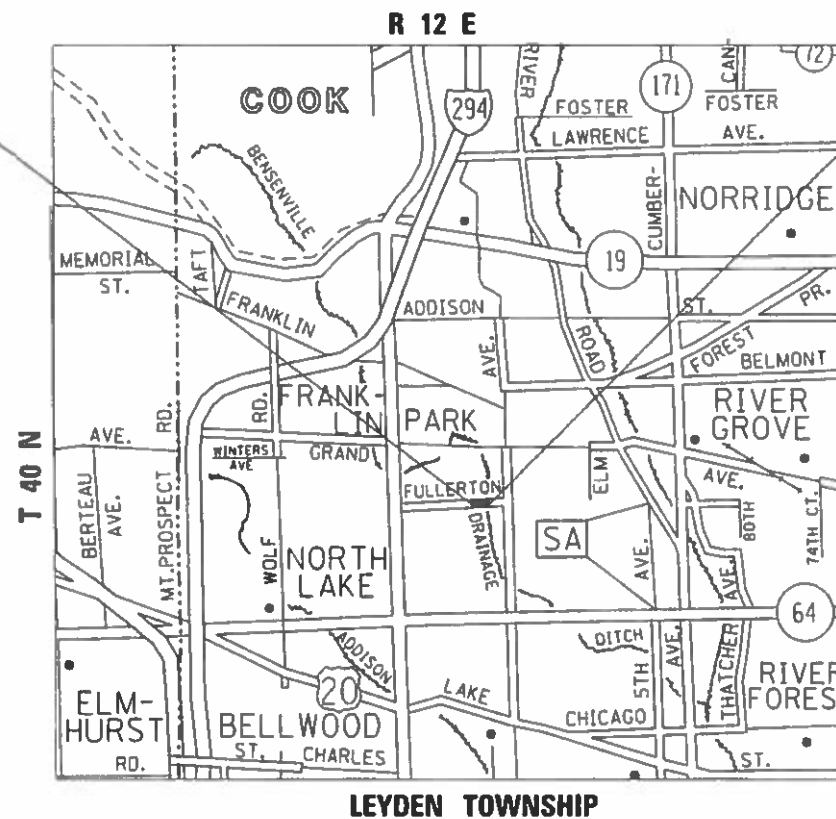 R 12 E
COOK
294
RIVER
171
CAN-
72
FOSTER
FOSTER
LAWRENCE AVE.
BENSENVILLE
CUMBER-
NORRIDGE
19
MEMORIAL ST.
TAFT
FRANKLIN
ADDISON ST.
FOREST PR.
ROAD
AVE.
BELMONT
T 40 N
RD.
RD.
FRANK-
LIN PARK
RIVER
GROVE
AVE.
WINTERS
AVE
GRAND
AVE.
BERTEAU
AVE.
MT.PROSPECT
FULLERTON
ELM
80TH
74TH CT.
DRAINAGE
SA
WOLF
NORTH
LAKE
AVE.
AVE.
64
ADDISON
DITCH
5TH
AVE.
THATCHER
20
LAKE
RIVER
FORES
ELM-
HURST
BELLWOOD
CHICAGO
RD.
ST. CHARLES
ST.
LEYDEN TOWNSHIP